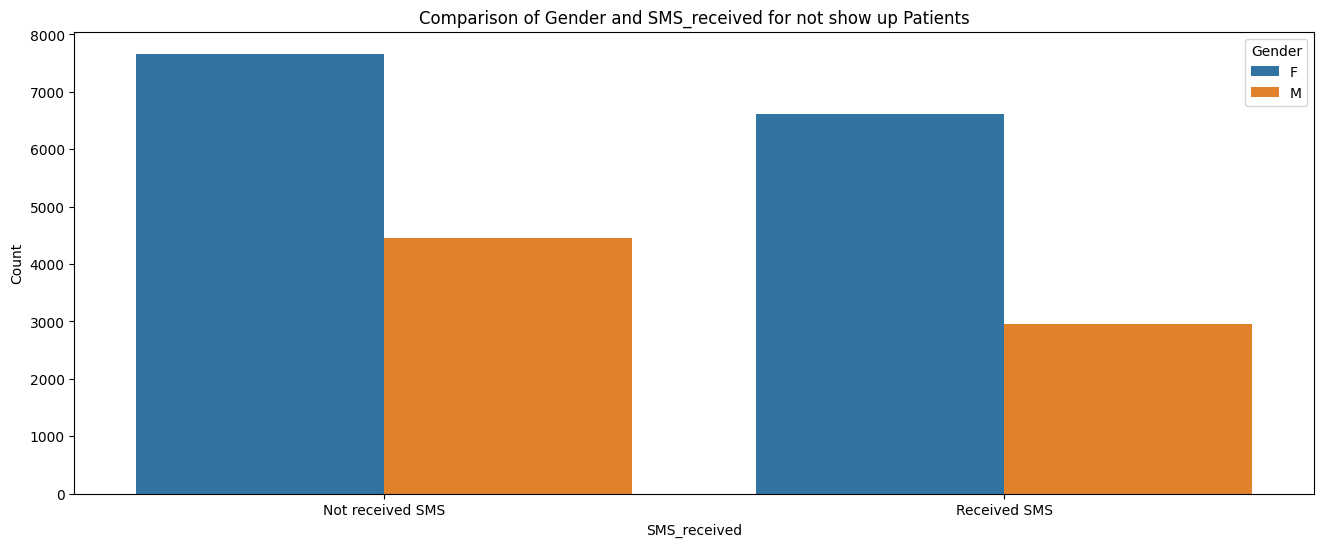 Comparison of Gender and SMS_received for not show up Patients
8000
7000
6000
5000
4000
3000
2000
1000
0
Count
Gender
F
M
Not received SMS
Received SMS
SMS_received